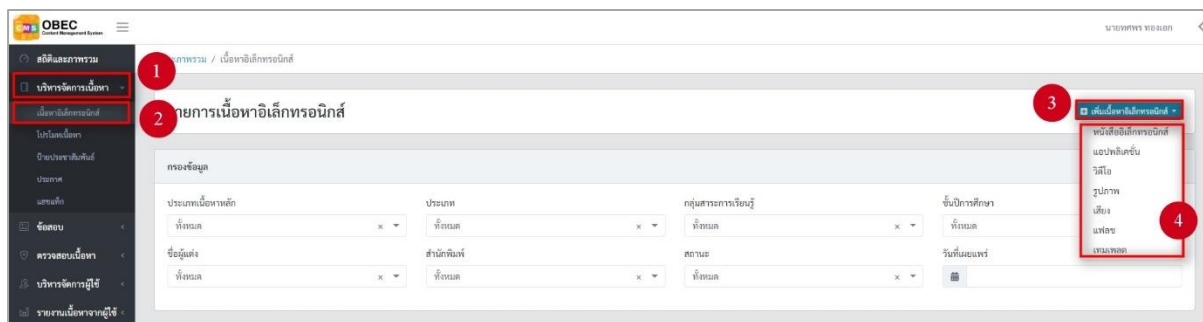 CMS OBEC
Content Management System
นายทศพร ทองเอก
สถิติและภาพรวม
ะภาพรวม / เนื้อหาอิเล็กทรอนิกส์
1
บริหารจัดการเนื้อหา
เนื้อหาอิเล็กทรอนิกส์
2
ายการเนื้อหาอิเล็กทรอนิกส์
3
เพิ่มเนื้อหาอิเล็กทรอนิกส์
โปรโมทเนื้อหา
ป้ายประชาสัมพันธ์
ประกาศ
แฮชแท็ก
ข้อสอบ
ตรวจสอบเนื้อหา
บริหารจัดการผู้ใช้
รายงานเนื้อหาจากผู้ใช้
หนังสืออิเล็กทรอนิกส์
แอปพลิเคชั่น
วิดีโอ
รูปภาพ
เสียง
แฟลช
เทมเพลต
4
กรองข้อมูล
ประเภทเนื้อหาหลัก ประเภท กลุ่มสาระการเรียนรู้ ชั้นปีการศึกษา
ทั้งหมด × ทั้งหมด × ทั้งหมด × ทั้งหมด
ชื่อผู้แต่ง สำนักพิมพ์ สถานะ วันที่เผยแพร่
ทั้งหมด × ทั้งหมด × ทั้งหมด ×